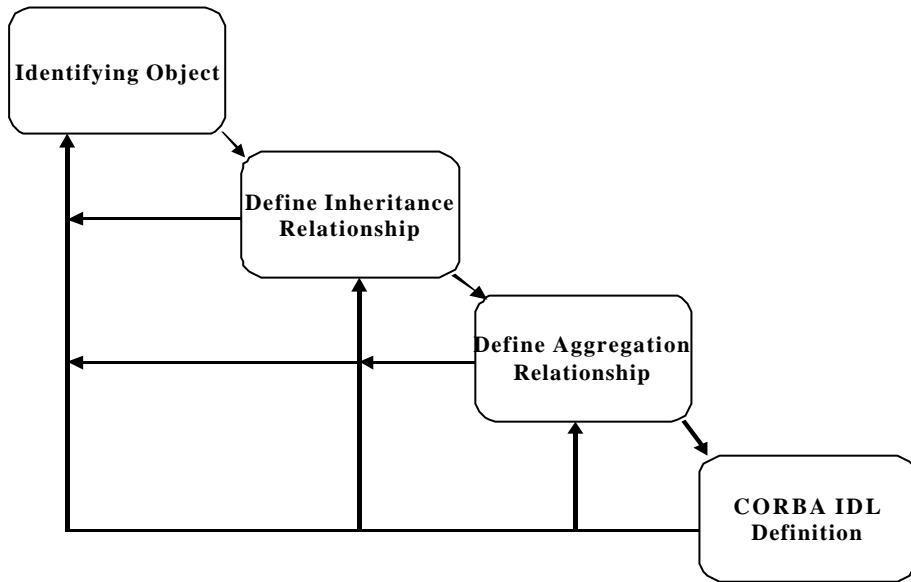 Identifying Object
Define Inheritance
Relationship
Define Aggregation
Relationship
CORBA IDL
Definition